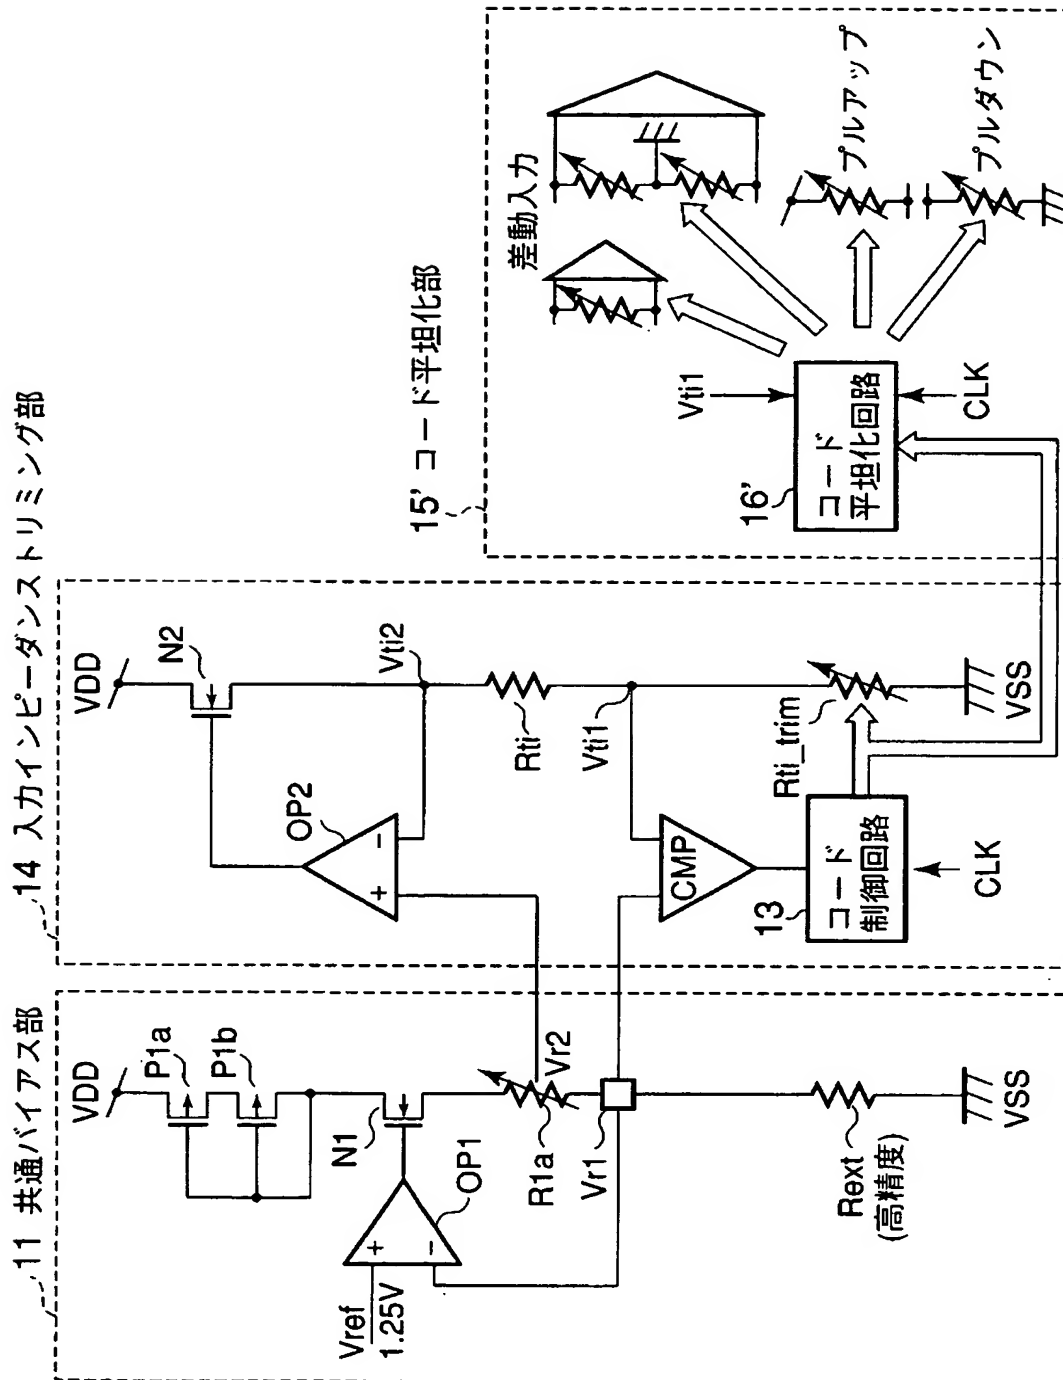 11 共通バイアス部
VDD
P1a
P1b
N1
OP1
+
−
Vref
1.25V
R1a
Vr2
Vr1
Rext
(高精度)
VSS
14 入力インピーダンストリミング部
VDD
N2
OP2
+
−
Vti2
Rti
Vti1
CMP
Rti_trim
13
コード
制御回路
CLK
VSS
15' コード平坦化部
差動入力
プルアップ
プルダウン
Vti1
16'
コード
平坦化回路
CLK